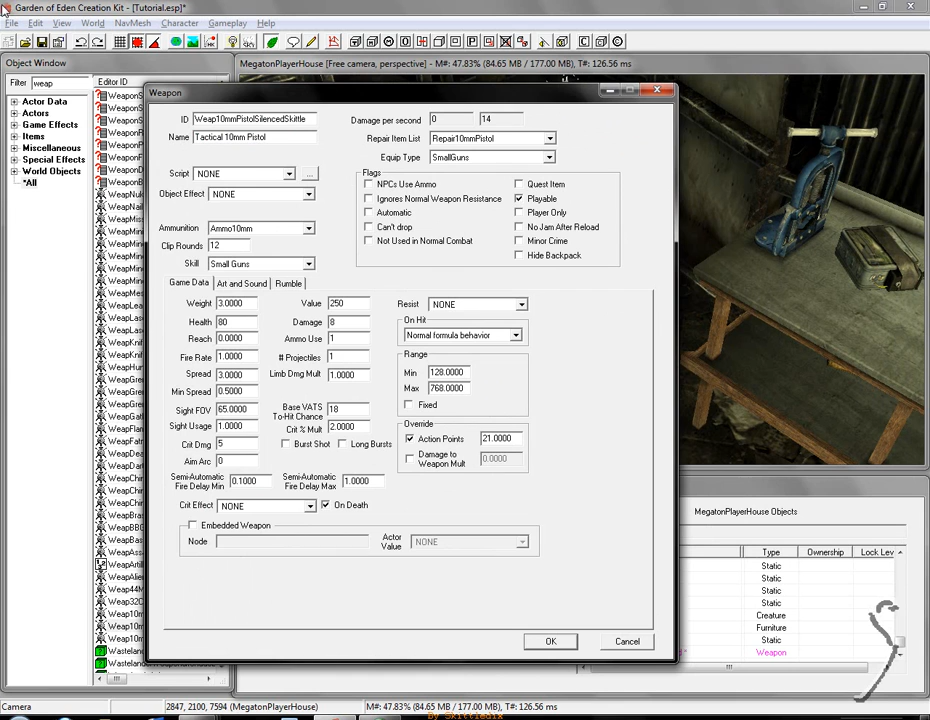 Garden of Eden Creation Kit - [Tutorial.esp]*
File Edit View World NavMesh Character Gameplay Help
Object Window
MegatonPlayerHouse [Free camera, perspective] - M#: 47.83% (84.65 MB / 177.00 MB), T#: 126.56 ms
Filter weap
Editor ID
Actor Data
Actors
Game Effects
Items
Miscellaneous
Special Effects
World Objects
*All
Weapon
ID Weap10mmPistolSilencedSkittle
Name Tactical 10mm Pistol
Damage per second 0 14
Repair Item List Repair10mmPistol
Equip Type SmallGuns
Script NONE ...
Object Effect NONE
Ammunition Ammo10mm
Clip Rounds 12
Skill Small Guns
Flags
NPCs Use Ammo Quest Item
Ignores Normal Weapon Resistance Playable
Automatic Player Only
Can't drop No Jam After Reload
Not Used in Normal Combat Minor Crime
Hide Backpack
Game Data Art and Sound Rumble
Weight 3.0000 Value 250 Resist NONE
Health 80 Damage 8 On Hit
Reach 0.0000 Ammo Use 1 Normal formula behavior
Fire Rate 1.0000 # Projectiles 1 Range
Spread 3.0000 Limb Dmg Mult 1.0000 Min 128.0000
Min Spread 0.5000 Max 768.0000
Sight FOV 65.0000 Base VATS To-Hit Chance 18 Fixed
Sight Usage 1.0000 Crit % Mult 2.0000 Override
Crit Dmg 5 Burst Shot Long Bursts Action Points 21.0000
Aim Arc 0 Damage to Weapon Mult 0.0000
Semi-Automatic Fire Delay Min 0.1000 Semi-Automatic Fire Delay Max 1.0000
Crit Effect NONE On Death
Embedded Weapon
Node Actor Value NONE
OK Cancel
MegatonPlayerHouse Objects
Type Ownership Lock Lev
Static
Static
Static
Static
Creature
Furniture
Static
Weapon
Camera 2847, 2100, 7594 (MegatonPlayerHouse) M#: 47.83% (84.65 MB / 177.00 MB), T#: 126.56 ms
By Skittledix